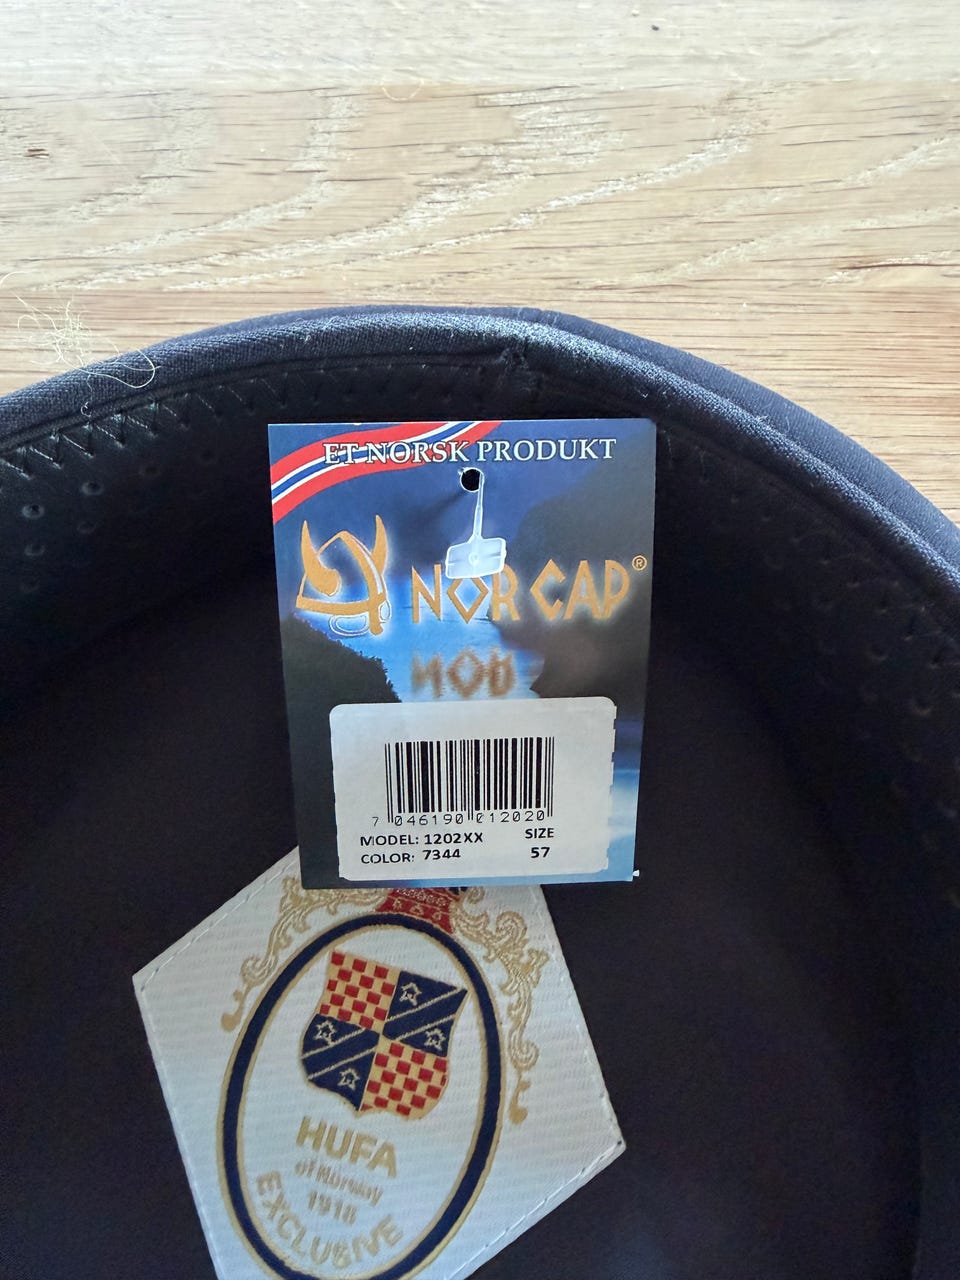 ET NORSK PRODUKT
NOR CAP®
7 046190 012020
MODEL: 1202XX SIZE
COLOR: 7344 57
HUFA
of Norway
1918
EXCLUSIVE